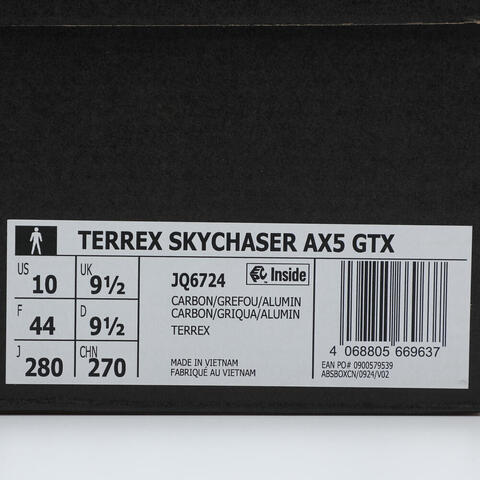 TERREX SKYCHASER AX5 GTX
US 10 UK 9½
F 44 D 9½
J 280 CHN 270
JQ6724 Inside
CARBON/GREFOU/ALUMIN
CARBON/GRIQUA/ALUMIN
TERREX
MADE IN VIETNAM
FABRIQUÉ AU VIETNAM
4 068805 669637
EAN PO# 0900579539
ABSBOXCN/0924/V02